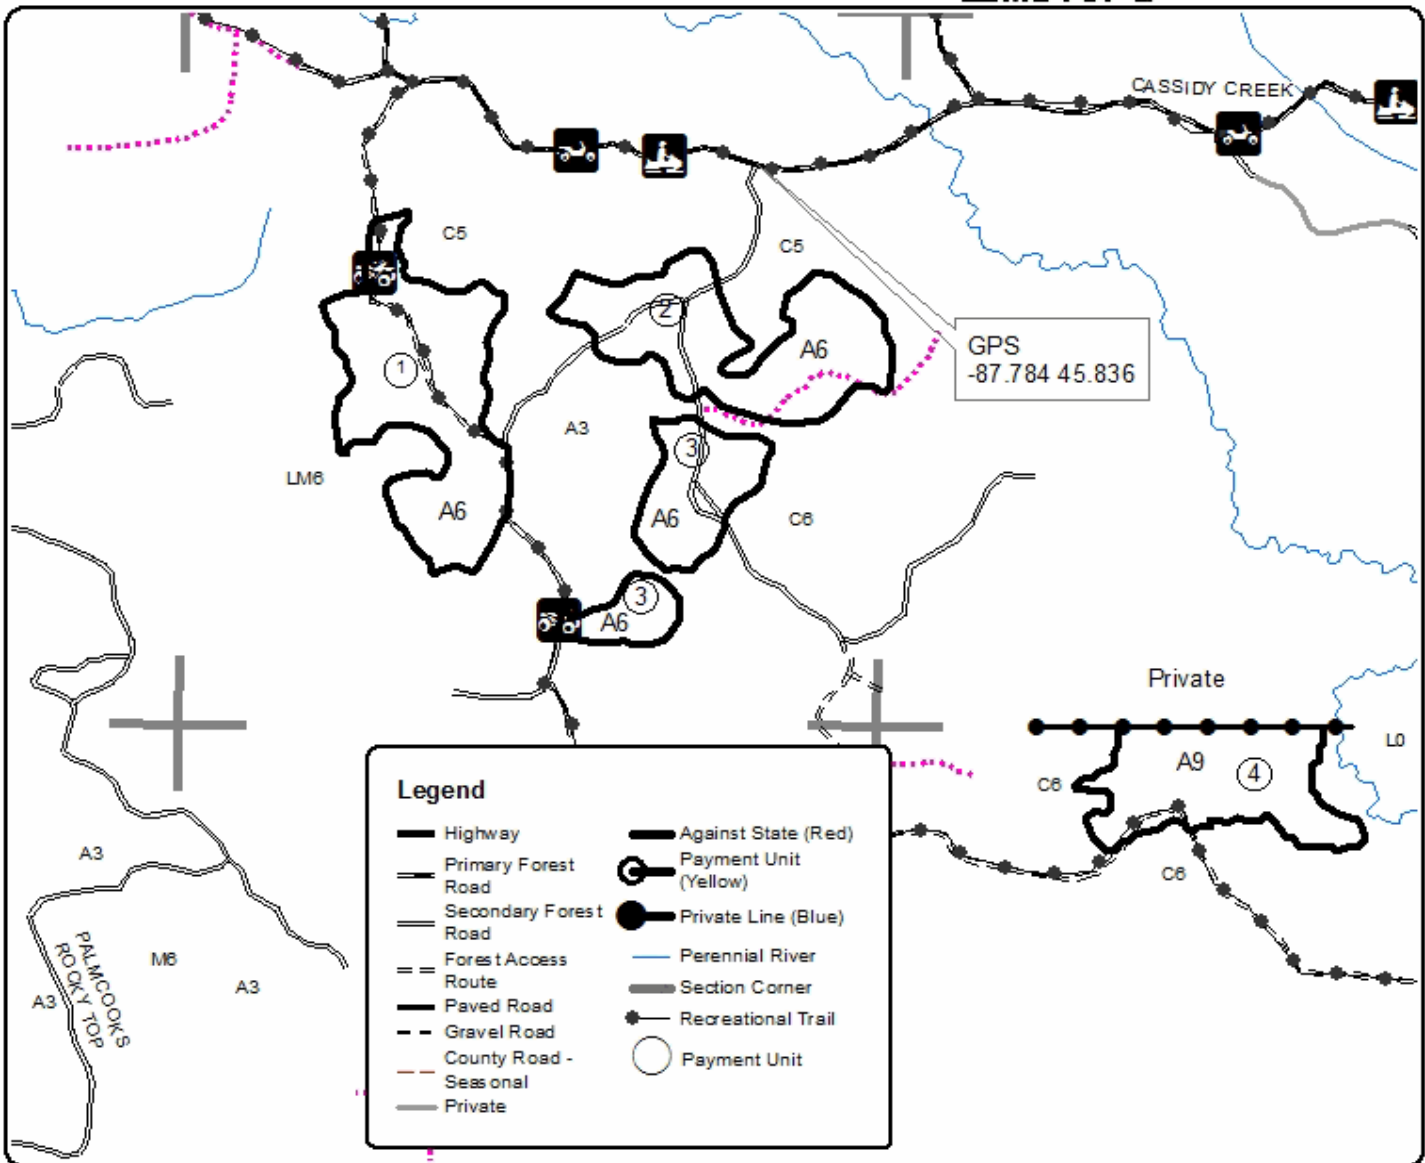 CASSIDY CREEK
C5
C5
2
A6
GPS
-87.784 45.836
1
A3
3
LM6
A6
A6
C6
3
A6
Private
A9
4
L0
C6
C6
A3
M6
A3
A3
PALMCOOK'S
ROCKY TOP
Legend
Highway
Primary Forest
Road
Secondary Forest
Road
Forest Access
Route
Paved Road
Gravel Road
County Road -
Seasonal
Private
Against State (Red)
Payment Unit
(Yellow)
Private Line (Blue)
Perennial River
Section Corner
Recreational Trail
Payment Unit